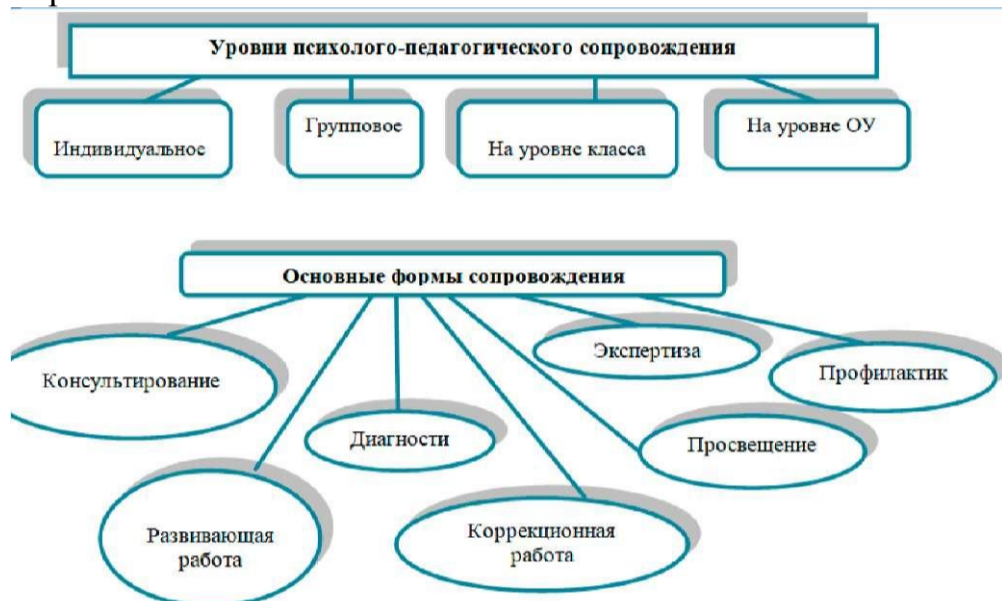 Уровни психолого-педагогического сопровождения
Индивидуальное
Групповое
На уровне класса
На уровне ОУ
Основные формы сопровождения
Консультирование
Развивающая
работа
Диагности
Коррекционная
работа
Экспертиза
Просвещение
Профилактик